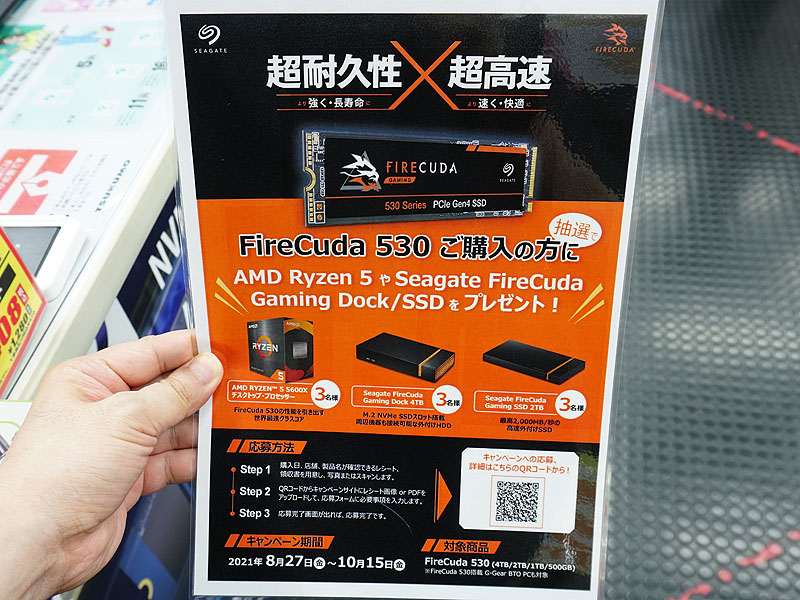 SEAGATE
FIRECUDA
超耐久性 超高速
より強く・長寿命に より速く・快適に
FIRECUDA
GAMING
SEAGATE
530 Series PCIe Gen4 SSD
抽選で
FireCuda 530 ご購入の方に
AMD Ryzen 5 や Seagate FireCuda
Gaming Dock/SSD をプレゼント！
RYZEN
5
AMD RYZEN™ 5 5600X
デスクトップ・プロセッサー
3名様
FireCuda 530の性能を引き出す
世界最速クラスコア
Seagate FireCuda
Gaming Dock 4TB
3名様
M.2 NVMe SSDスロット搭載
周辺機器も接続可能な外付けHDD
Seagate FireCuda
Gaming SSD 2TB
3名様
最高2,000MB/秒の
高速外付けSSD
応募方法
Step 1 購入日、店舗、製品名が確認できるレシート、
領収書を用意し、写真またはスキャンします。
Step 2 QRコードからキャンペーンサイトにレシート画像 or PDFを
アップロードして、応募フォームに必要事項を入力します。
Step 3 応募完了画面が出れば、応募完了です。
キャンペーンへの応募、
詳細はこちらのQRコードから！
キャンペーン期間
2021年 8月27日金～10月15日金
対象商品
FireCuda 530 (4TB/2TB/1TB/500GB)
※FireCuda 530搭載 G-Gear BTO PCも対象
NV